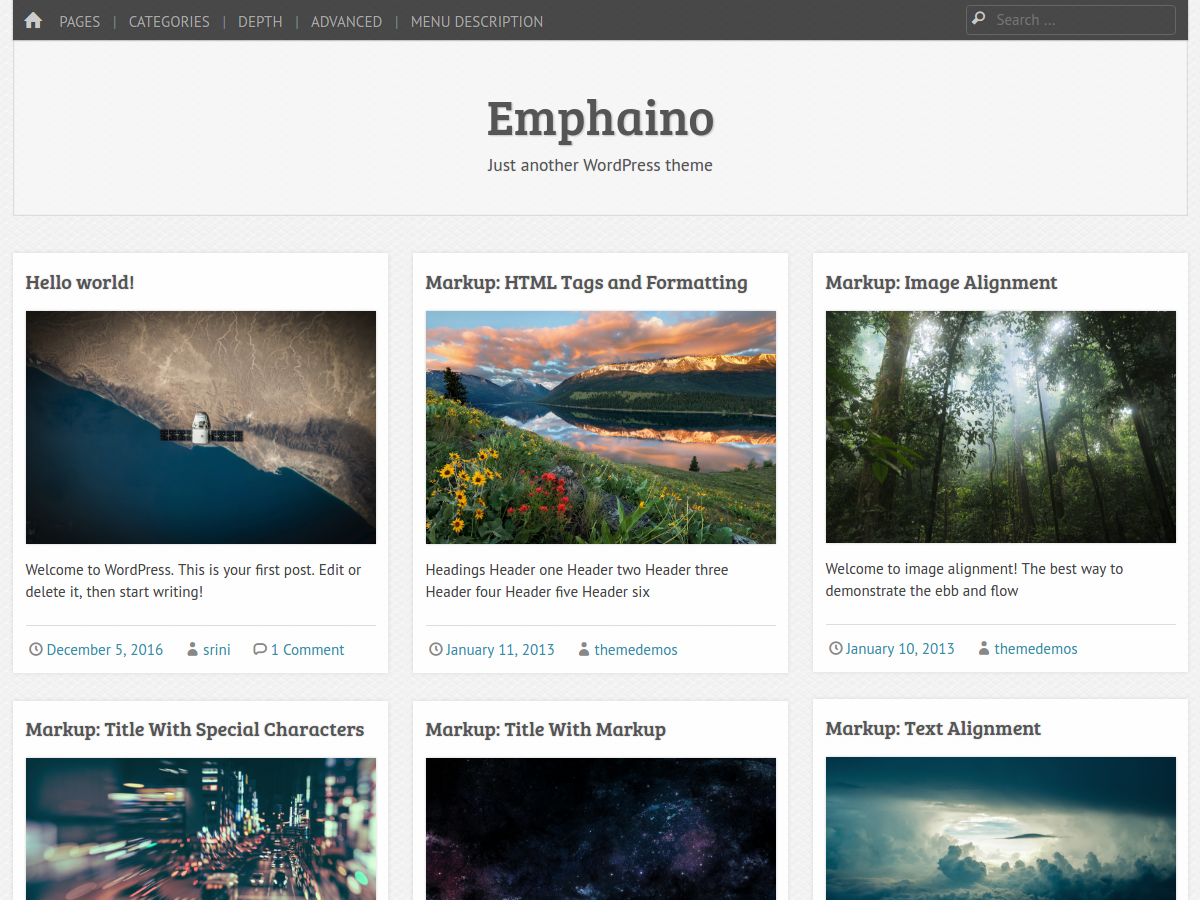 PAGES | CATEGORIES | DEPTH | ADVANCED | MENU DESCRIPTION
Search ...
Emphaino
Just another WordPress theme
Hello world!
Welcome to WordPress. This is your first post. Edit or
delete it, then start writing!
December 5, 2016 srini 1 Comment
Markup: HTML Tags and Formatting
Headings Header one Header two Header three
Header four Header five Header six
January 11, 2013 themedemos
Markup: Image Alignment
Welcome to image alignment! The best way to
demonstrate the ebb and flow
January 10, 2013 themedemos
Markup: Title With Special Characters
Markup: Title With Markup
Markup: Text Alignment